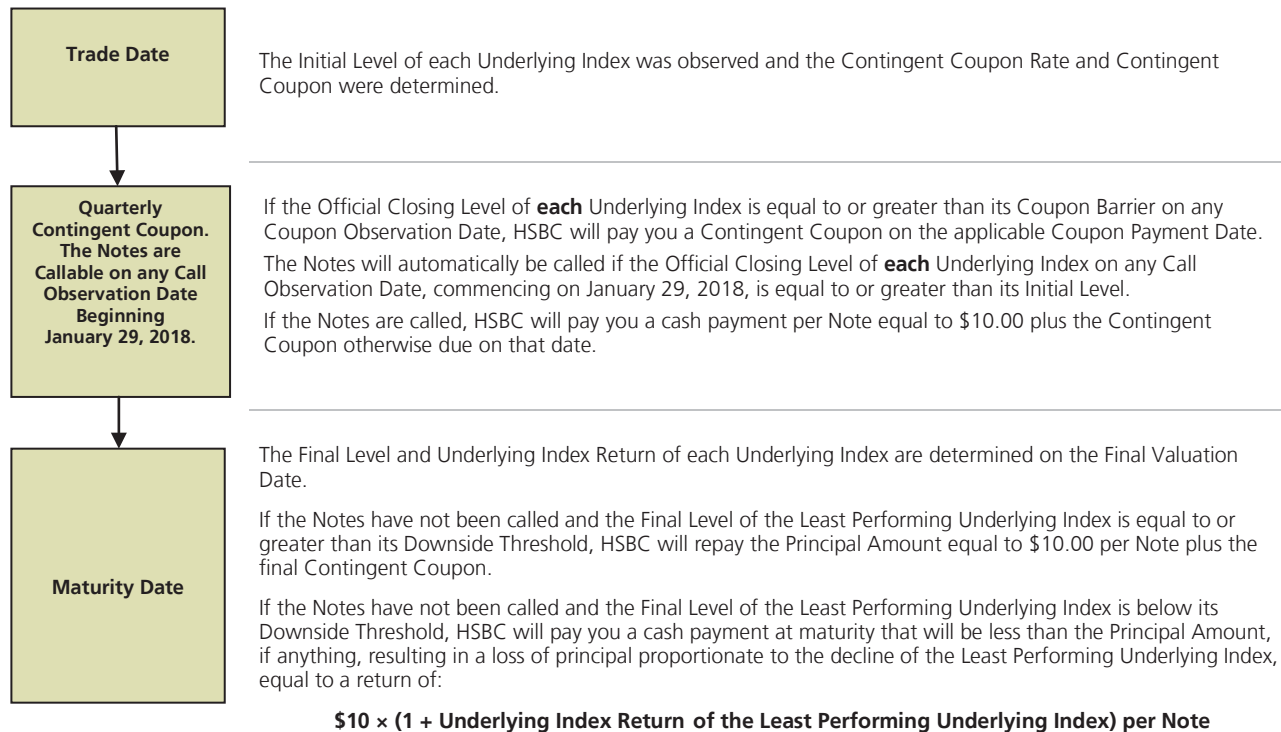 Trade Date
The Initial Level of each Underlying Index was observed and the Contingent Coupon Rate and Contingent
Coupon were determined.
Quarterly
Contingent Coupon.
The Notes are
Callable on any Call
Observation Date
Beginning
January 29, 2018.
If the Official Closing Level of each Underlying Index is equal to or greater than its Coupon Barrier on any
Coupon Observation Date, HSBC will pay you a Contingent Coupon on the applicable Coupon Payment Date.
The Notes will automatically be called if the Official Closing Level of each Underlying Index on any Call
Observation Date, commencing on January 29, 2018, is equal to or greater than its Initial Level.
If the Notes are called, HSBC will pay you a cash payment per Note equal to $10.00 plus the Contingent
Coupon otherwise due on that date.
Maturity Date
The Final Level and Underlying Index Return of each Underlying Index are determined on the Final Valuation
Date.
If the Notes have not been called and the Final Level of the Least Performing Underlying Index is equal to or
greater than its Downside Threshold, HSBC will repay the Principal Amount equal to $10.00 per Note plus the
final Contingent Coupon.
If the Notes have not been called and the Final Level of the Least Performing Underlying Index is below its
Downside Threshold, HSBC will pay you a cash payment at maturity that will be less than the Principal Amount,
if anything, resulting in a loss of principal proportionate to the decline of the Least Performing Underlying Index,
equal to a return of:
$10 × (1 + Underlying Index Return of the Least Performing Underlying Index) per Note